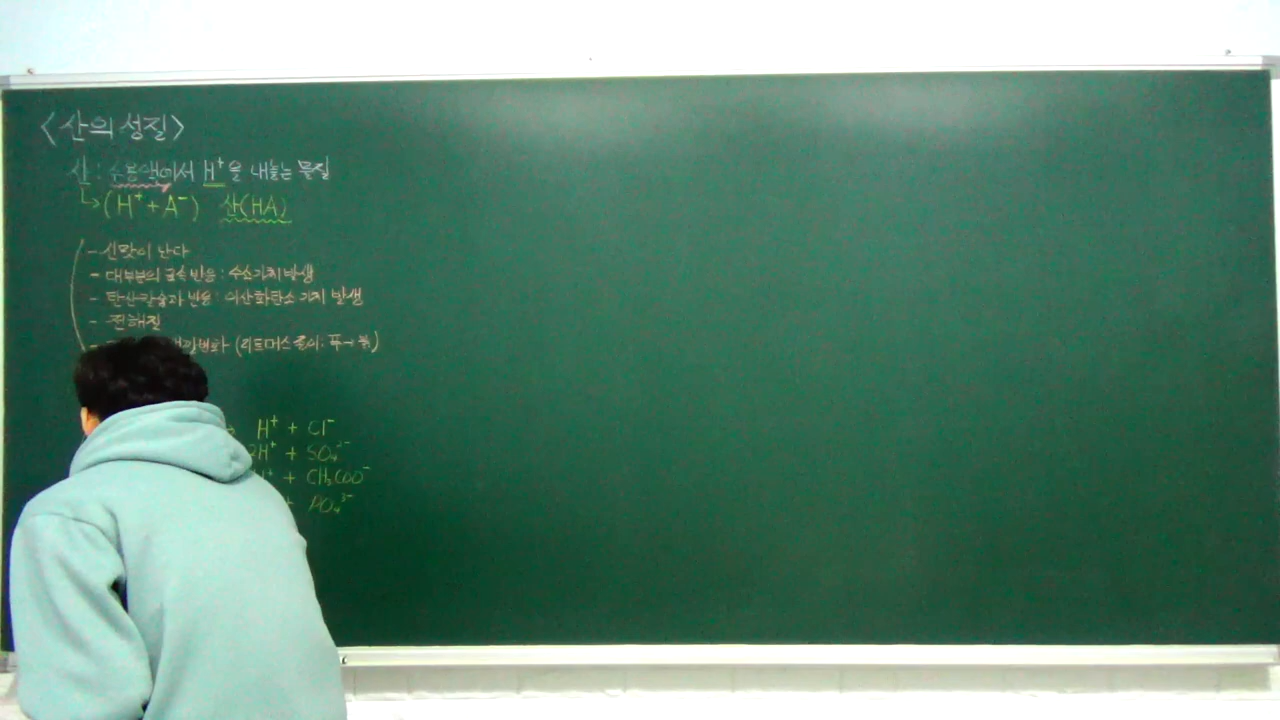 <산의 성질>
산 : 수용액에서 H⁺을 내놓는 물질
↳(H⁺ + A⁻) 산(HA)
- 신맛이 난다
- 대부분의 금속 반응 : 수소기체 발생
- 탄산칼슘과 반응 : 이산화탄소 기체 발생
- 전해질
- 색깔변화 (리트머스 종이: 푸→붉)
→ H⁺ + Cl⁻
2H⁺ + SO₄²⁻
H⁺ + CH₃COO⁻
+ PO₄³⁻